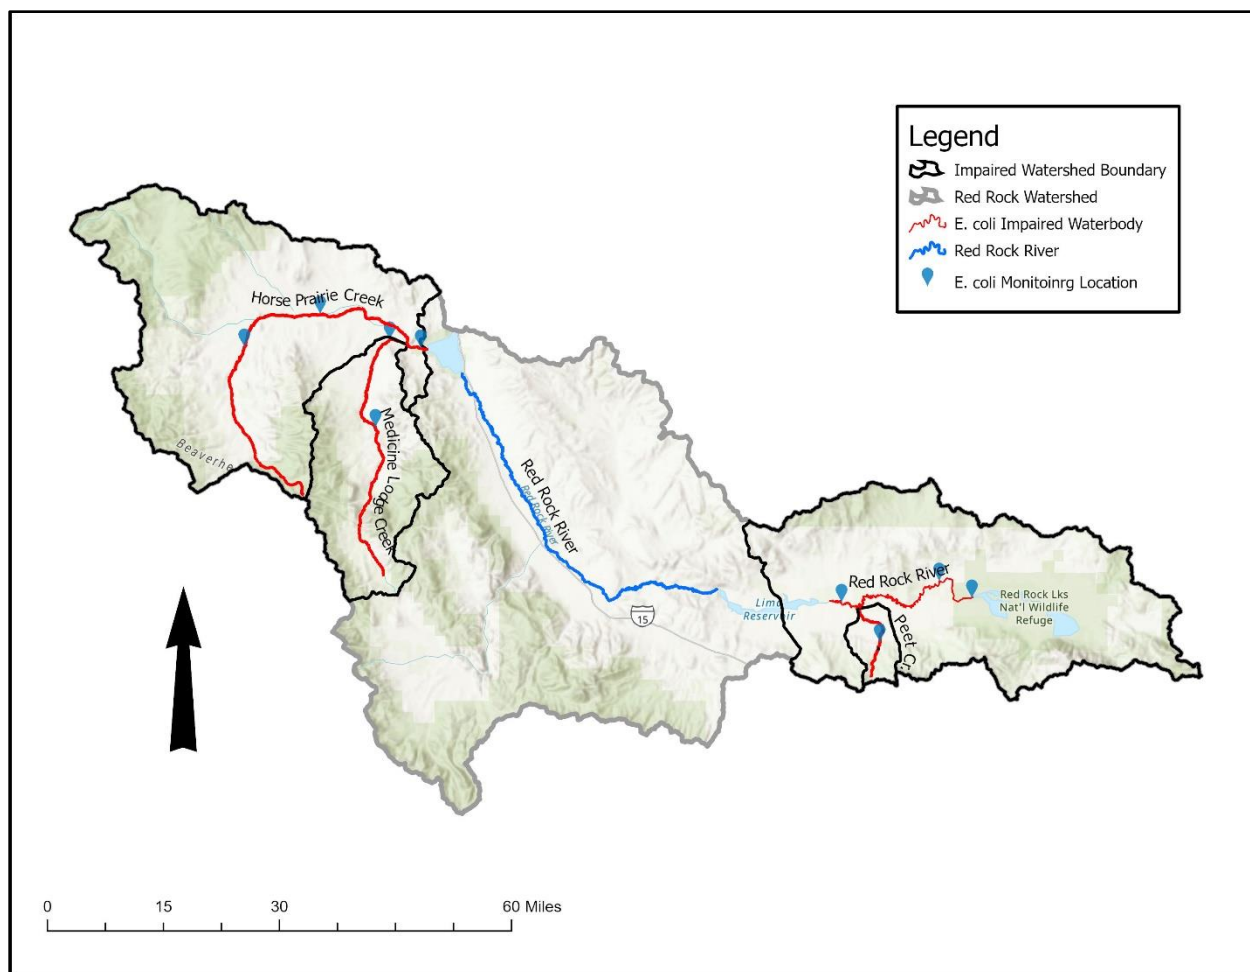 Legend
Impaired Watershed Boundary
Red Rock Watershed
E. coli Impaired Waterbody
Red Rock River
E. coli Monitoinrg Location
Horse Prairie Creek
Beaverhe
Medicine Lodge Creek
Red Rock River
Red Rock River
15
Lima
Reservoir
Red Rock River
Peet Cr
Red Rock Lks
Nat'l Wildlife
Refuge
0 15 30 60 Miles